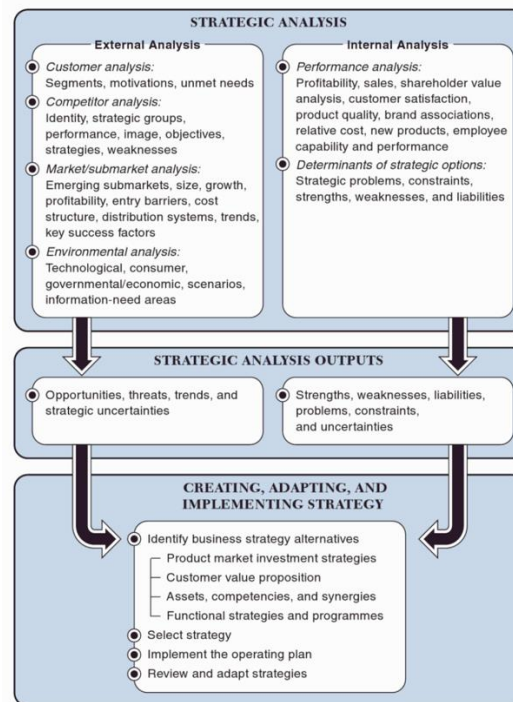 STRATEGIC ANALYSIS
External Analysis
Customer analysis:
Segments, motivations, unmet needs
Competitor analysis:
Identity, strategic groups,
performance, image, objectives,
strategies, weaknesses
Market/submarket analysis:
Emerging submarkets, size, growth,
profitability, entry barriers, cost
structure, distribution systems, trends,
key success factors
Environmental analysis:
Technological, consumer,
governmental/economic, scenarios,
information-need areas
Internal Analysis
Performance analysis:
Profitability, sales, shareholder value
analysis, customer satisfaction,
product quality, brand associations,
relative cost, new products, employee
capability and performance
Determinants of strategic options:
Strategic problems, constraints,
strengths, weaknesses, and liabilities
STRATEGIC ANALYSIS OUTPUTS
Opportunities, threats, trends, and
strategic uncertainties
Strengths, weaknesses, liabilities,
problems, constraints,
and uncertainties
CREATING, ADAPTING, AND
IMPLEMENTING STRATEGY
Identify business strategy alternatives
Product market investment strategies
Customer value proposition
Assets, competencies, and synergies
Functional strategies and programmes
Select strategy
Implement the operating plan
Review and adapt strategies